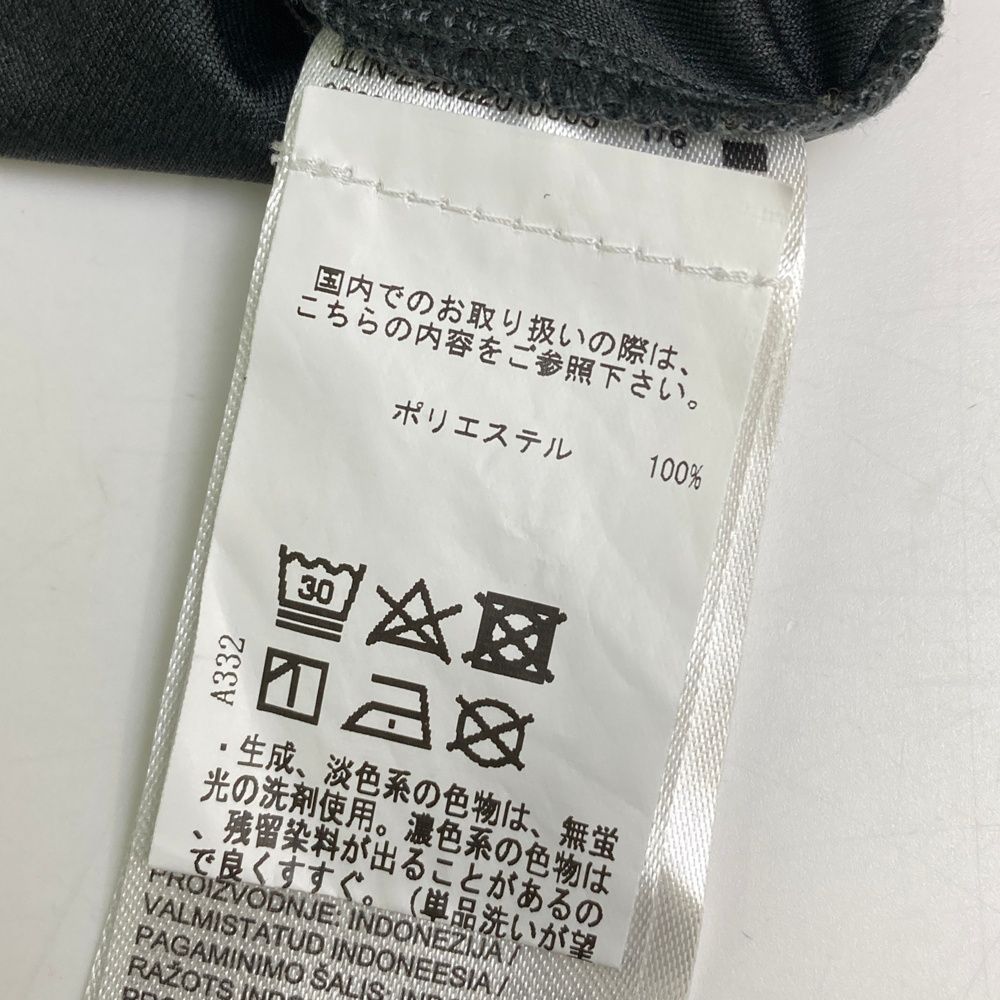 1/6
国内でのお取り扱いの際は、
こちらの内容をご参照下さい。
ポリエステル 100%
30
A332
・生成、淡色系の色物は、無蛍
光の洗剤使用。濃色系の色物は
、残留染料が出ることがあるの
で良くすすぐ。（単品洗いが望
PROIZVODNJE: INDONEZIJA /
VALMISTATUD INDONEESIA /
PAGAMINIMO ŠALIS:
RAŽOTS